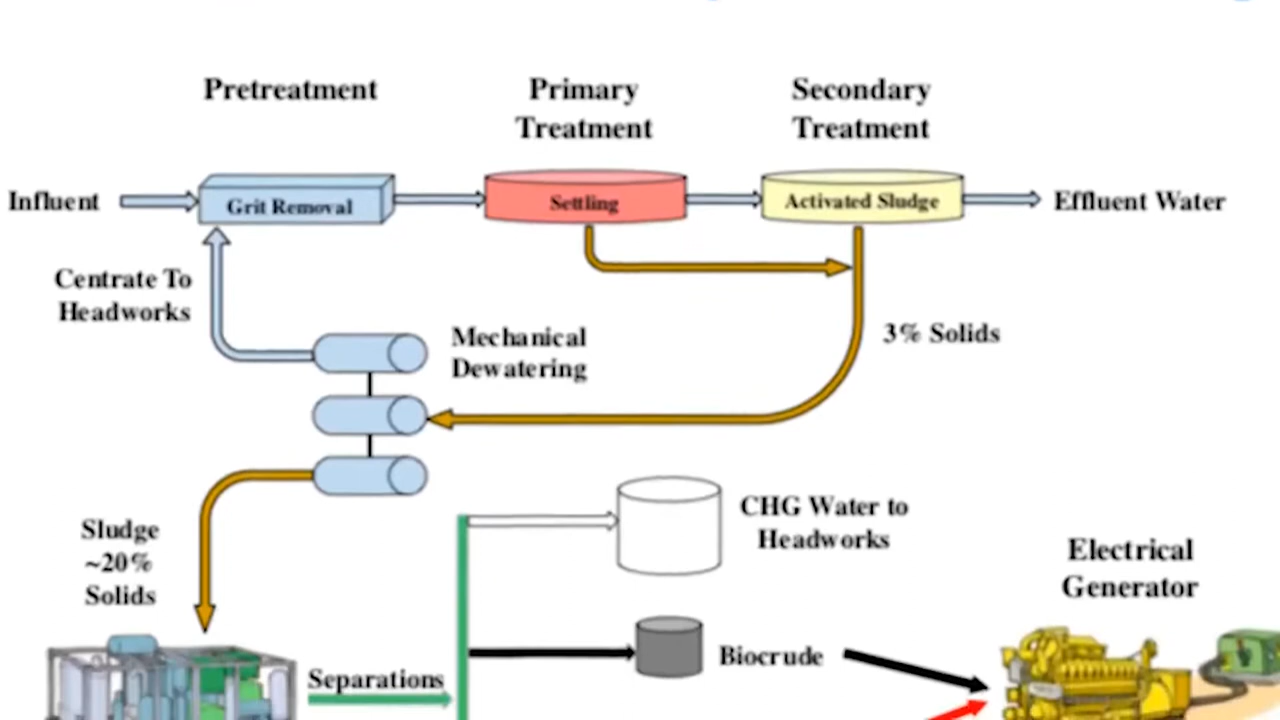 Pretreatment
Primary
Treatment
Secondary
Treatment
Influent
Grit Removal
Settling
Activated Sludge
Effluent Water
Centrate To
Headworks
Mechanical
Dewatering
3% Solids
Sludge
~20%
Solids
CHG Water to
Headworks
Electrical
Generator
Separations
Biocrude